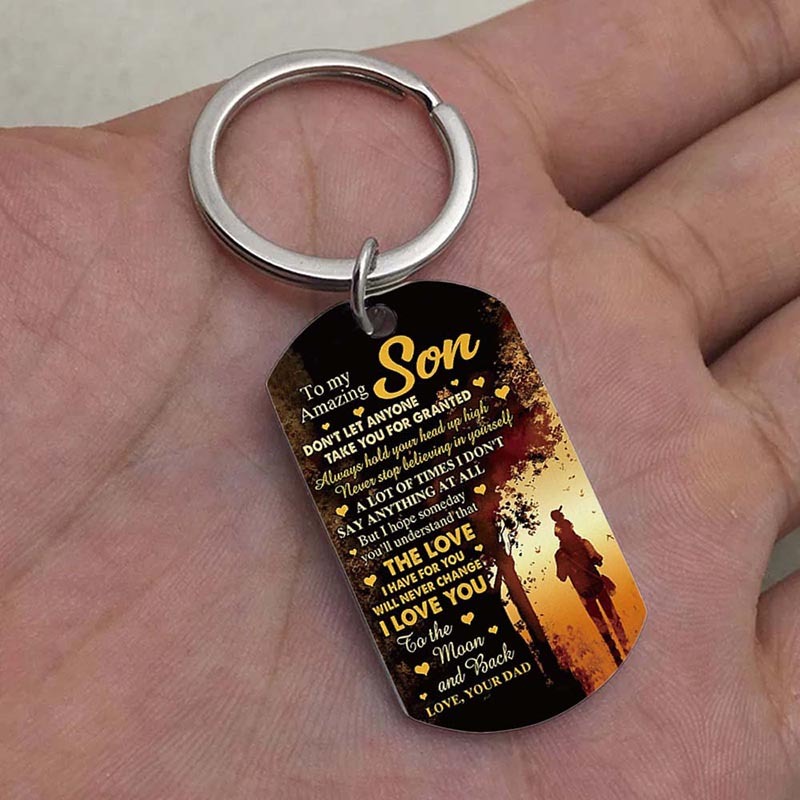 To my
Amazing Son
DON'T LET ANYONE
TAKE YOU FOR GRANTED
Always hold your head up high
Never stop believing in yourself
A LOT OF TIMES I DON'T
SAY ANYTHING AT ALL
But I hope someday
you'll understand that
THE LOVE
I HAVE FOR YOU
WILL NEVER CHANGE
I LOVE YOU
To the
Moon
and Back
LOVE, YOUR DAD